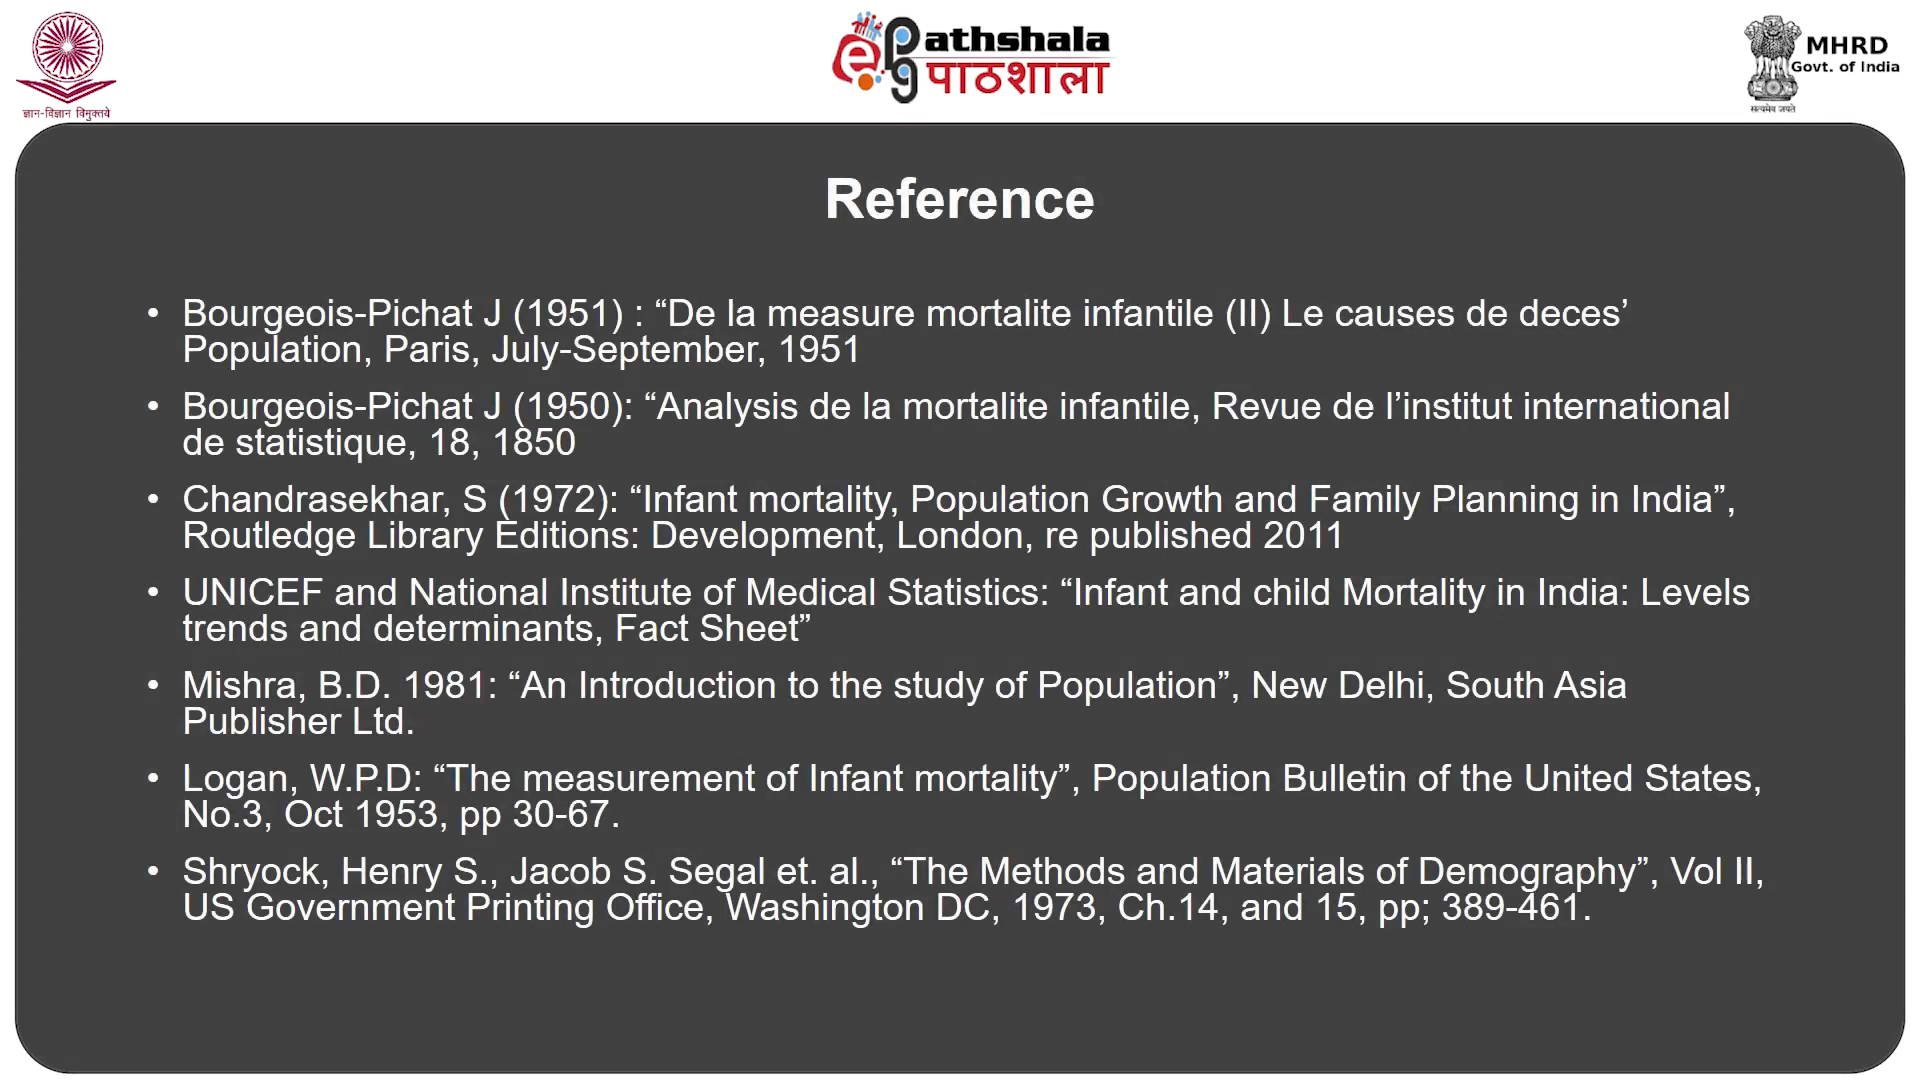 ज्ञान-विज्ञान विमुक्तये
ePg Pathshala
पाठशाला
सत्यमेव जयते
MHRD
Govt. of India
Reference
• Bourgeois-Pichat J (1951) : “De la measure mortalite infantile (II) Le causes de deces’
Population, Paris, July-September, 1951
• Bourgeois-Pichat J (1950): “Analysis de la mortalite infantile, Revue de l’institut international
de statistique, 18, 1850
• Chandrasekhar, S (1972): “Infant mortality, Population Growth and Family Planning in India”,
Routledge Library Editions: Development, London, re published 2011
• UNICEF and National Institute of Medical Statistics: “Infant and child Mortality in India: Levels
trends and determinants, Fact Sheet”
• Mishra, B.D. 1981: “An Introduction to the study of Population”, New Delhi, South Asia
Publisher Ltd.
• Logan, W.P.D: “The measurement of Infant mortality”, Population Bulletin of the United States,
No.3, Oct 1953, pp 30-67.
• Shryock, Henry S., Jacob S. Segal et. al., “The Methods and Materials of Demography”, Vol II,
US Government Printing Office, Washington DC, 1973, Ch.14, and 15, pp; 389-461.